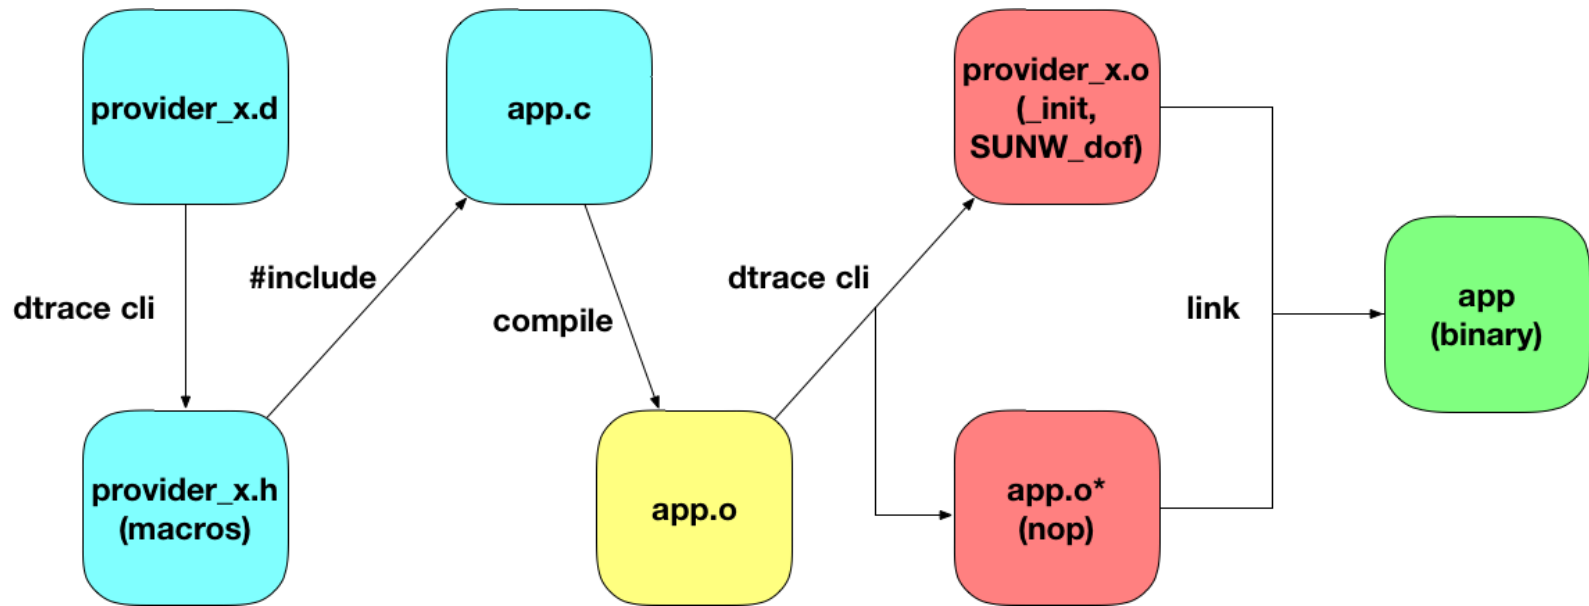 provider_x.d
dtrace cli
provider_x.h
(macros)
#include
app.c
compile
app.o
dtrace cli
provider_x.o
(_init,
SUNW_dof)
app.o*
(nop)
link
app
(binary)